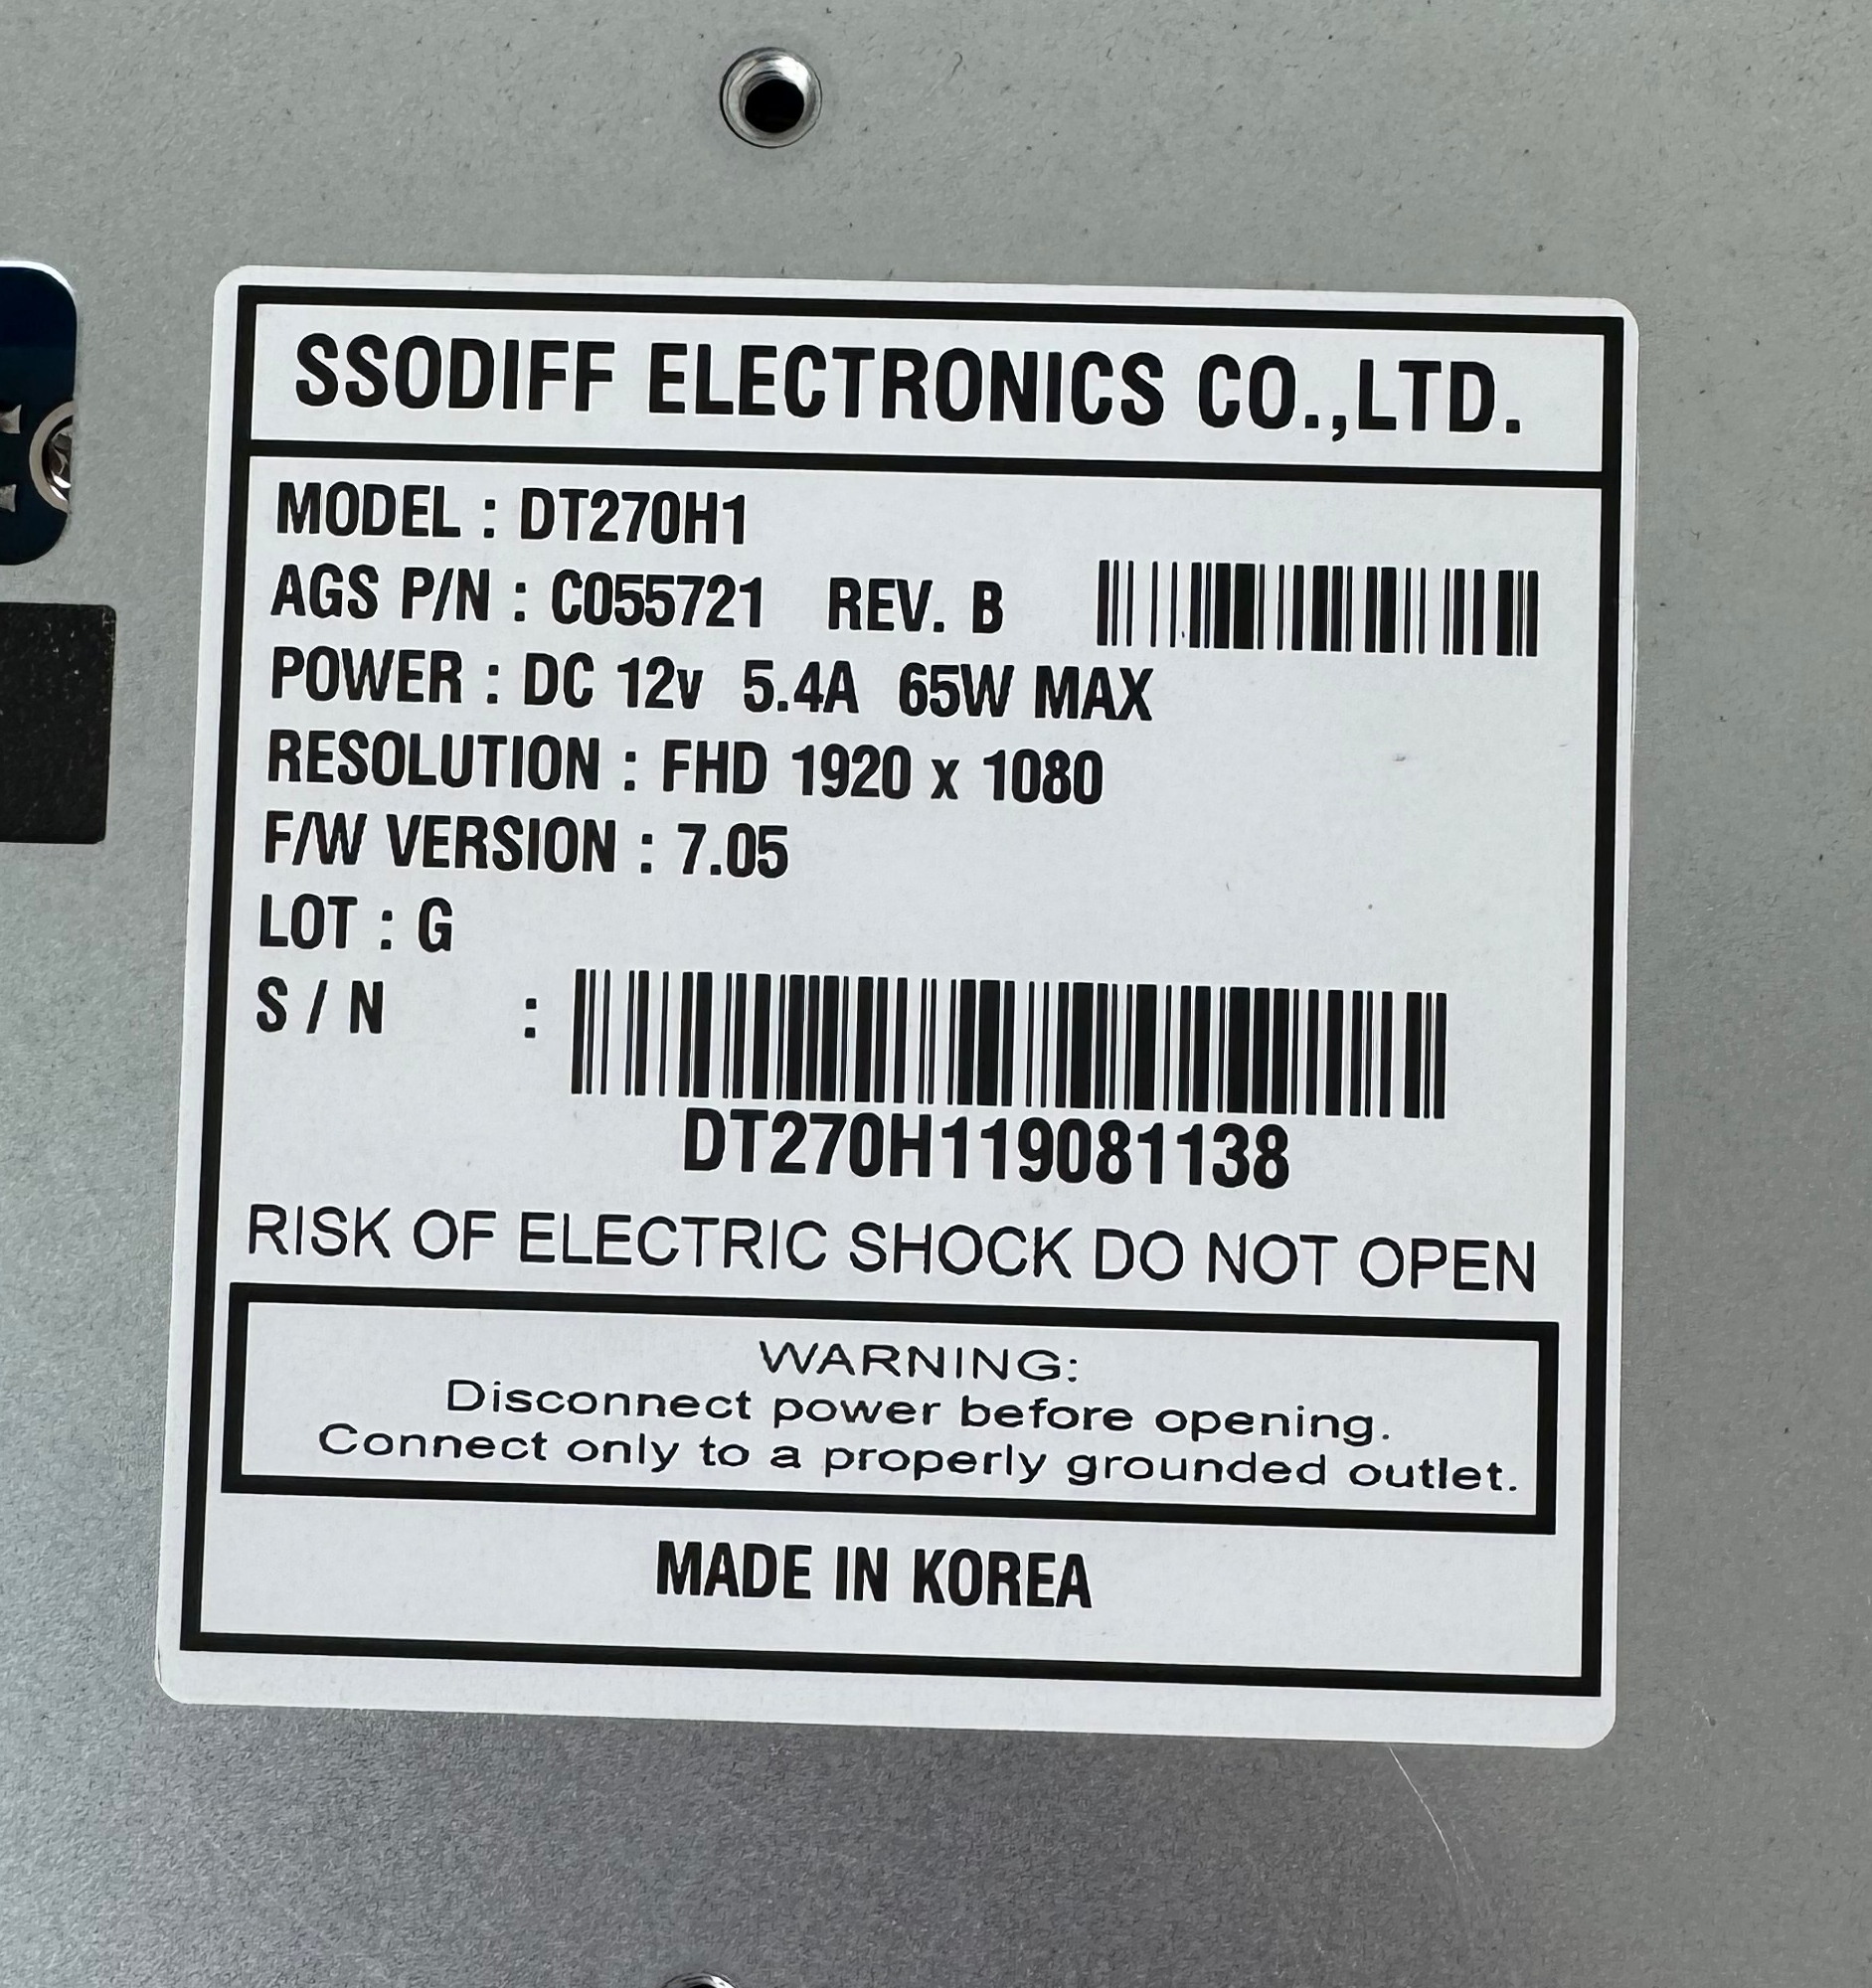 SSODIFF ELECTRONICS CO.,LTD.
MODEL : DT270H1
AGS P/N : C055721 REV. B
POWER : DC 12v 5.4A 65W MAX
RESOLUTION : FHD 1920 x 1080
F/W VERSION : 7.05
LOT : G
S / N :
DT270H119081138
RISK OF ELECTRIC SHOCK DO NOT OPEN
WARNING:
Disconnect power before opening.
Connect only to a properly grounded outlet.
MADE IN KOREA